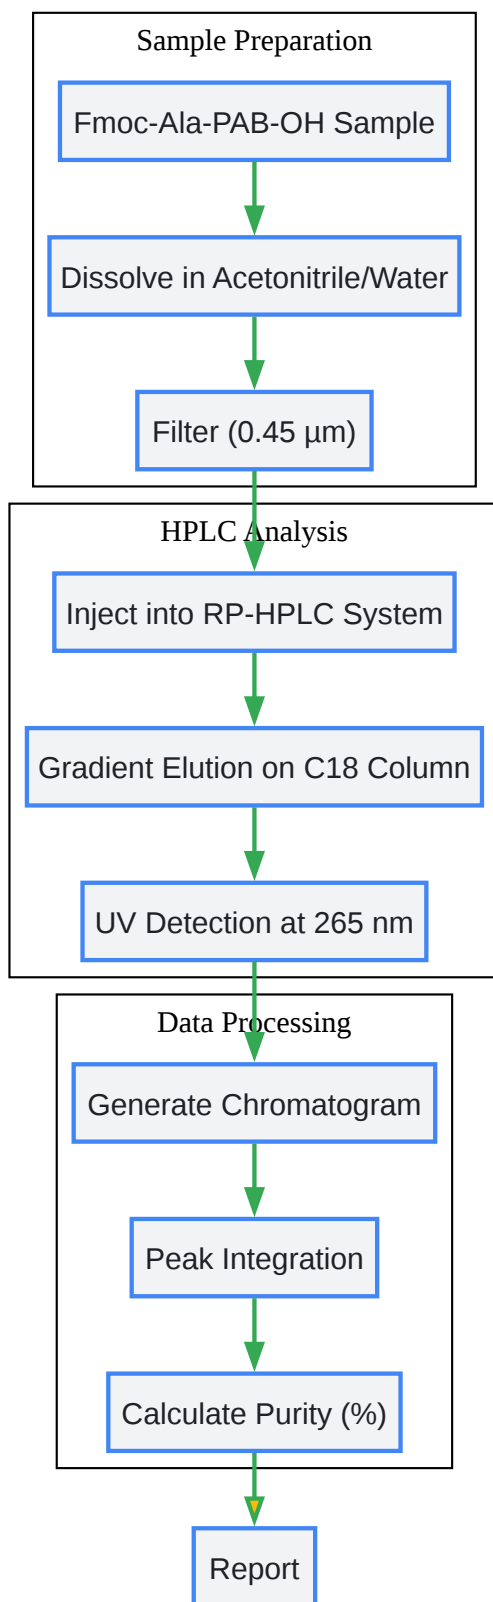 Sample Preparation
Fmoc-Ala-PAB-OH Sample
Dissolve in Acetonitrile/Water
Filter (0.45 µm)
HPLC Analysis
Inject into RP-HPLC System
Gradient Elution on C18 Column
UV Detection at 265 nm
Data Processing
Generate Chromatogram
Peak Integration
Calculate Purity (%)
Report